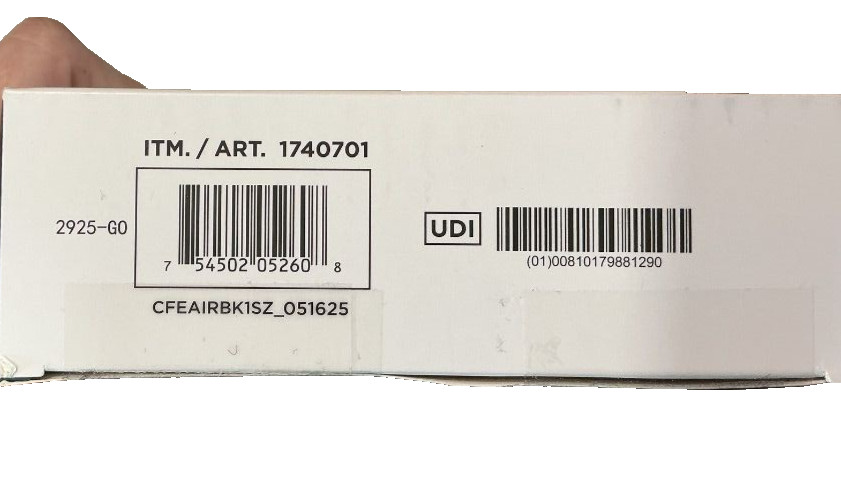 ITM. / ART. 1740701
2925-GO
7 54502 05260 8
CFEAIRBK1SZ_051625
UDI
(01)00810179881290